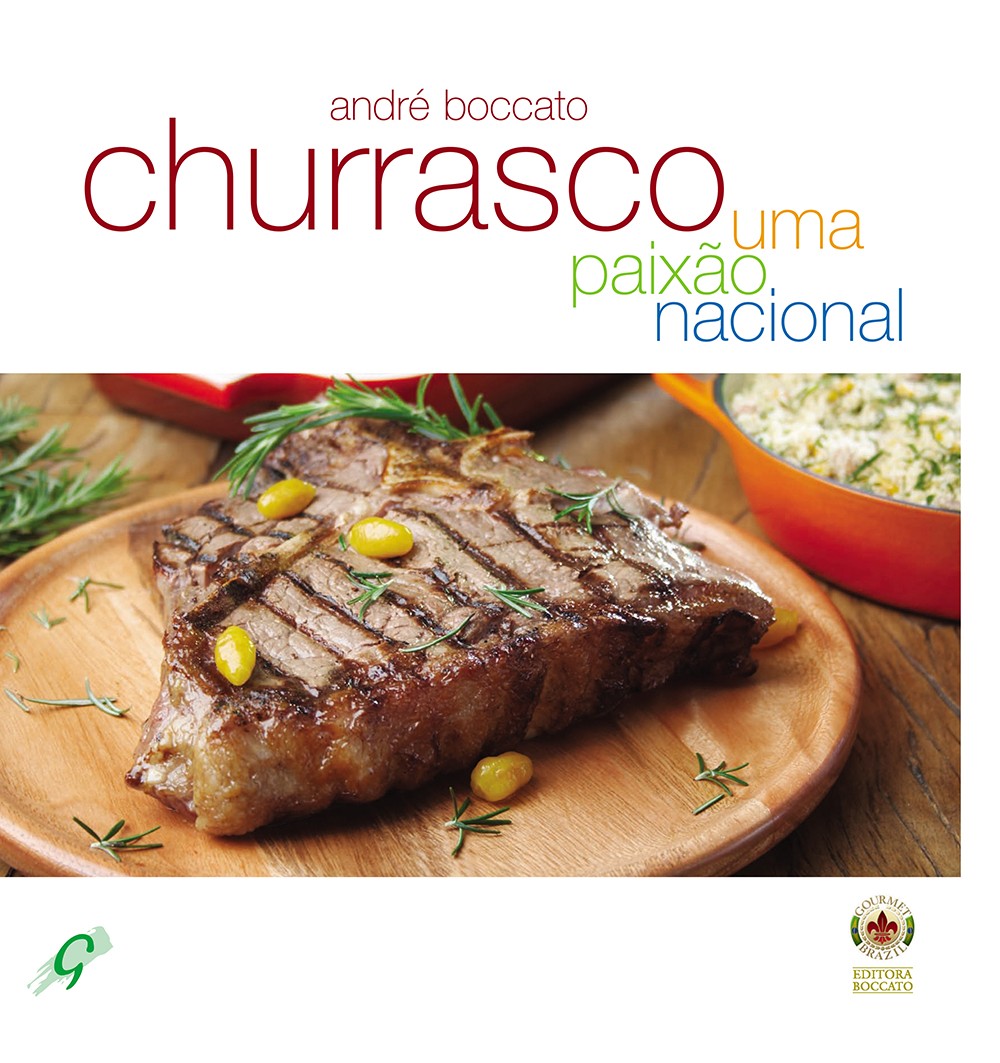 andré boccato
churrasco
uma
paixão
nacional
G
GOURMET
BRAZIL
EDITORA
BOCCATO